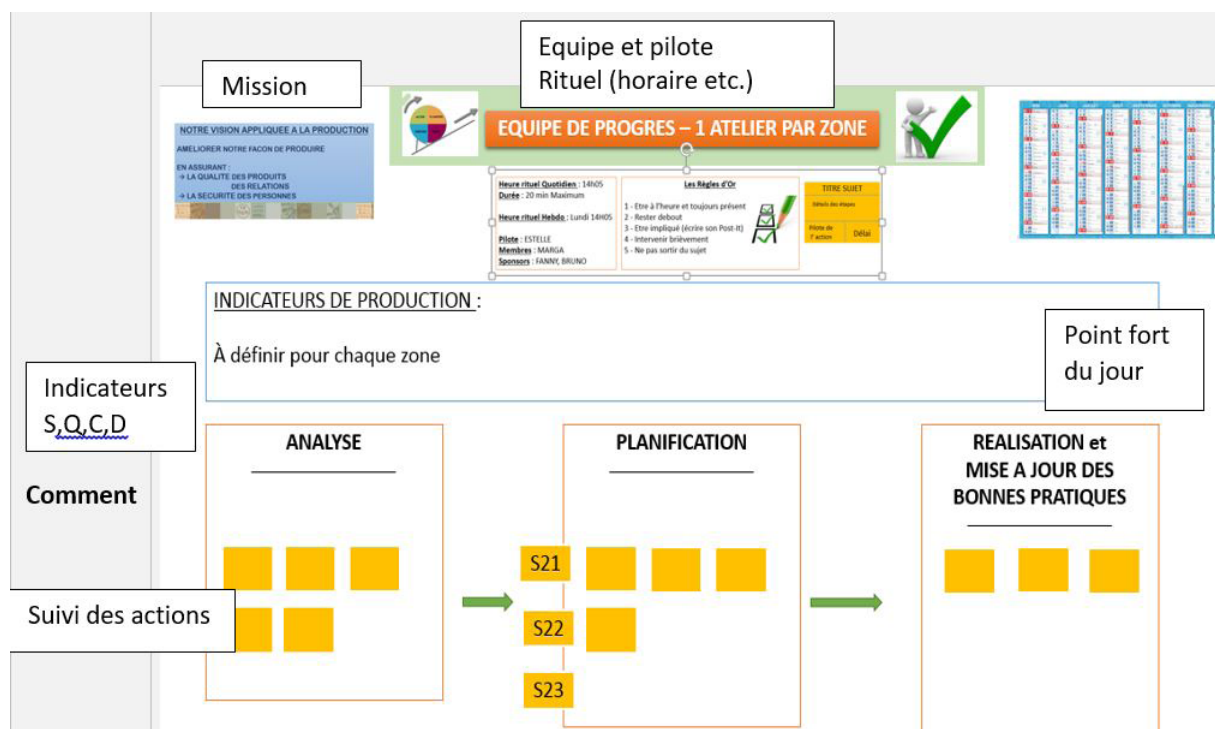 Equipe et pilote
Rituel (horaire etc.)
Mission
NOTRE VISION APPLIQUEE A LA PRODUCTION
AMELIORER NOTRE FACON DE PRODUIRE
EN ASSURANT :
→ LA QUALITE DES PRODUITS
DES RELATIONS
→ LA SECURITE DES PERSONNES
EQUIPE DE PROGRES – 1 ATELIER PAR ZONE
Heure rituel Quotidien : 14h05
Durée : 20 min Maximum
Heure rituel Hebdo : Lundi 14H05
Pilote : ESTELLE
Membres : MARGA
Sponsors : FANNY, BRUNO
Les Règles d'Or
1 - Etre à l'heure et toujours présent
2 - Rester debout
3 - Etre impliqué (écrire son Post-It)
4 - Intervenir brièvement
5 - Ne pas sortir du sujet
TITRE SUJET
Détails des étapes
Pilote de
l' action
Délai
INDICATEURS DE PRODUCTION :
À définir pour chaque zone
Point fort
du jour
Indicateurs
S,Q,C,D
Comment
Suivi des actions
ANALYSE
PLANIFICATION
S21
S22
S23
REALISATION et
MISE A JOUR DES
BONNES PRATIQUES